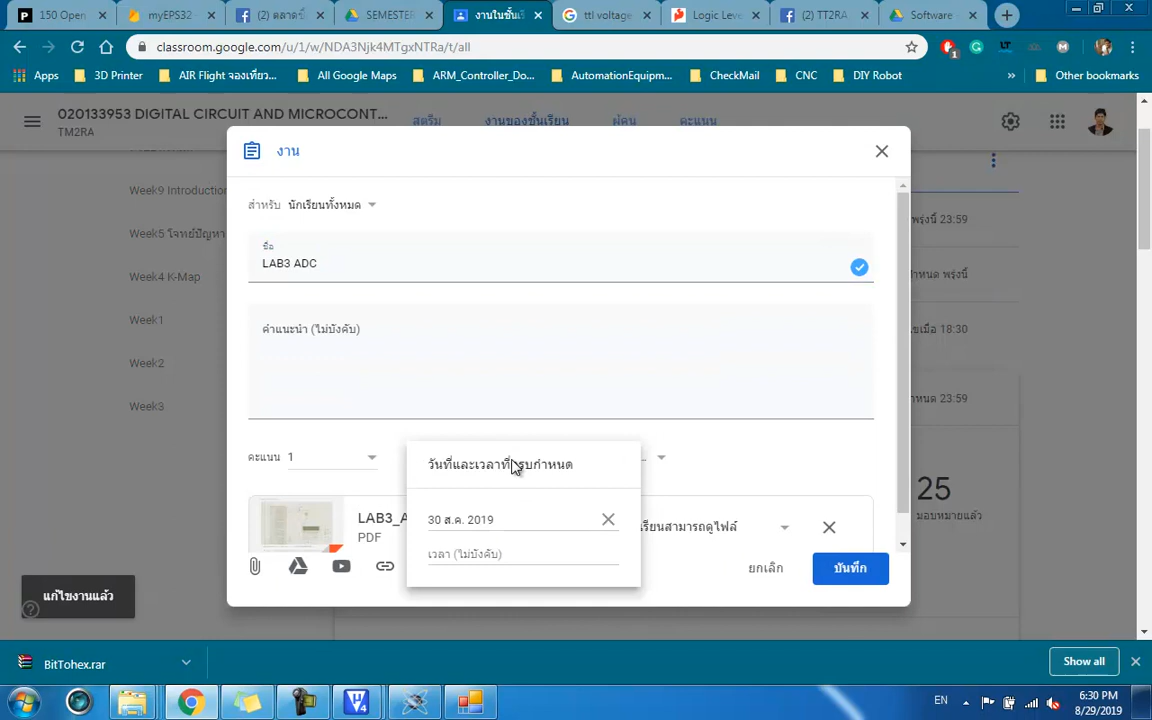 150 Open
myEPS32
(2) ตลาดซื้
SEMESTER
งานในชั้นเรี
ttl voltage
Logic Leve
(2) TT2RA
Software -
classroom.google.com/u/1/w/NDA3Njk4MTgxNTRa/t/all
Apps
3D Printer
AIR Flight จองเที่ยว...
All Google Maps
ARM_Controller_Do...
AutomationEquipm...
CheckMail
CNC
DIY Robot
»
Other bookmarks
020133953 DIGITAL CIRCUIT AND MICROCONT...
TM2RA
สตรีม
งานของชั้นเรียน
ผู้คน
คะแนน
งาน
Week9 Introduction
พรุ่งนี้ 23:59
สำหรับ นักเรียนทั้งหมด
Week5 โจทย์ปัญหา
ชื่อ
LAB3 ADC
Week4 K-Map
กำหนด พรุ่งนี้
Week1
คำแนะนำ (ไม่บังคับ)
เมื่อ 18:30
Week2
กำหนด 23:59
Week3
คะแนน 1
วันที่และเวลาที่ครบกำหนด
25
มอบหมายแล้ว
LAB3_A
PDF
30 ส.ค. 2019
เรียนสามารถดูไฟล์
เวลา (ไม่บังคับ)
ยกเลิก
บันทึก
แก้ไขงานแล้ว
BitTohex.rar
Show all
EN
6:30 PM
8/29/2019